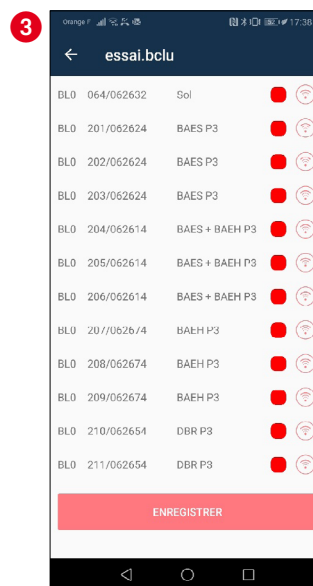 3
Orange F 17:38
essai.bclu
BL0 064/062632 Sol
BL0 201/062624 BAES P3
BL0 202/062624 BAES P3
BL0 203/062624 BAES P3
BL0 204/062614 BAES + BAEH P3
BL0 205/062614 BAES + BAEH P3
BL0 206/062614 BAES + BAEH P3
BL0 207/062674 BAEH P3
BL0 208/062674 BAEH P3
BL0 209/062674 BAEH P3
BL0 210/062654 DBR P3
BL0 211/062654 DBR P3
ENREGISTRER